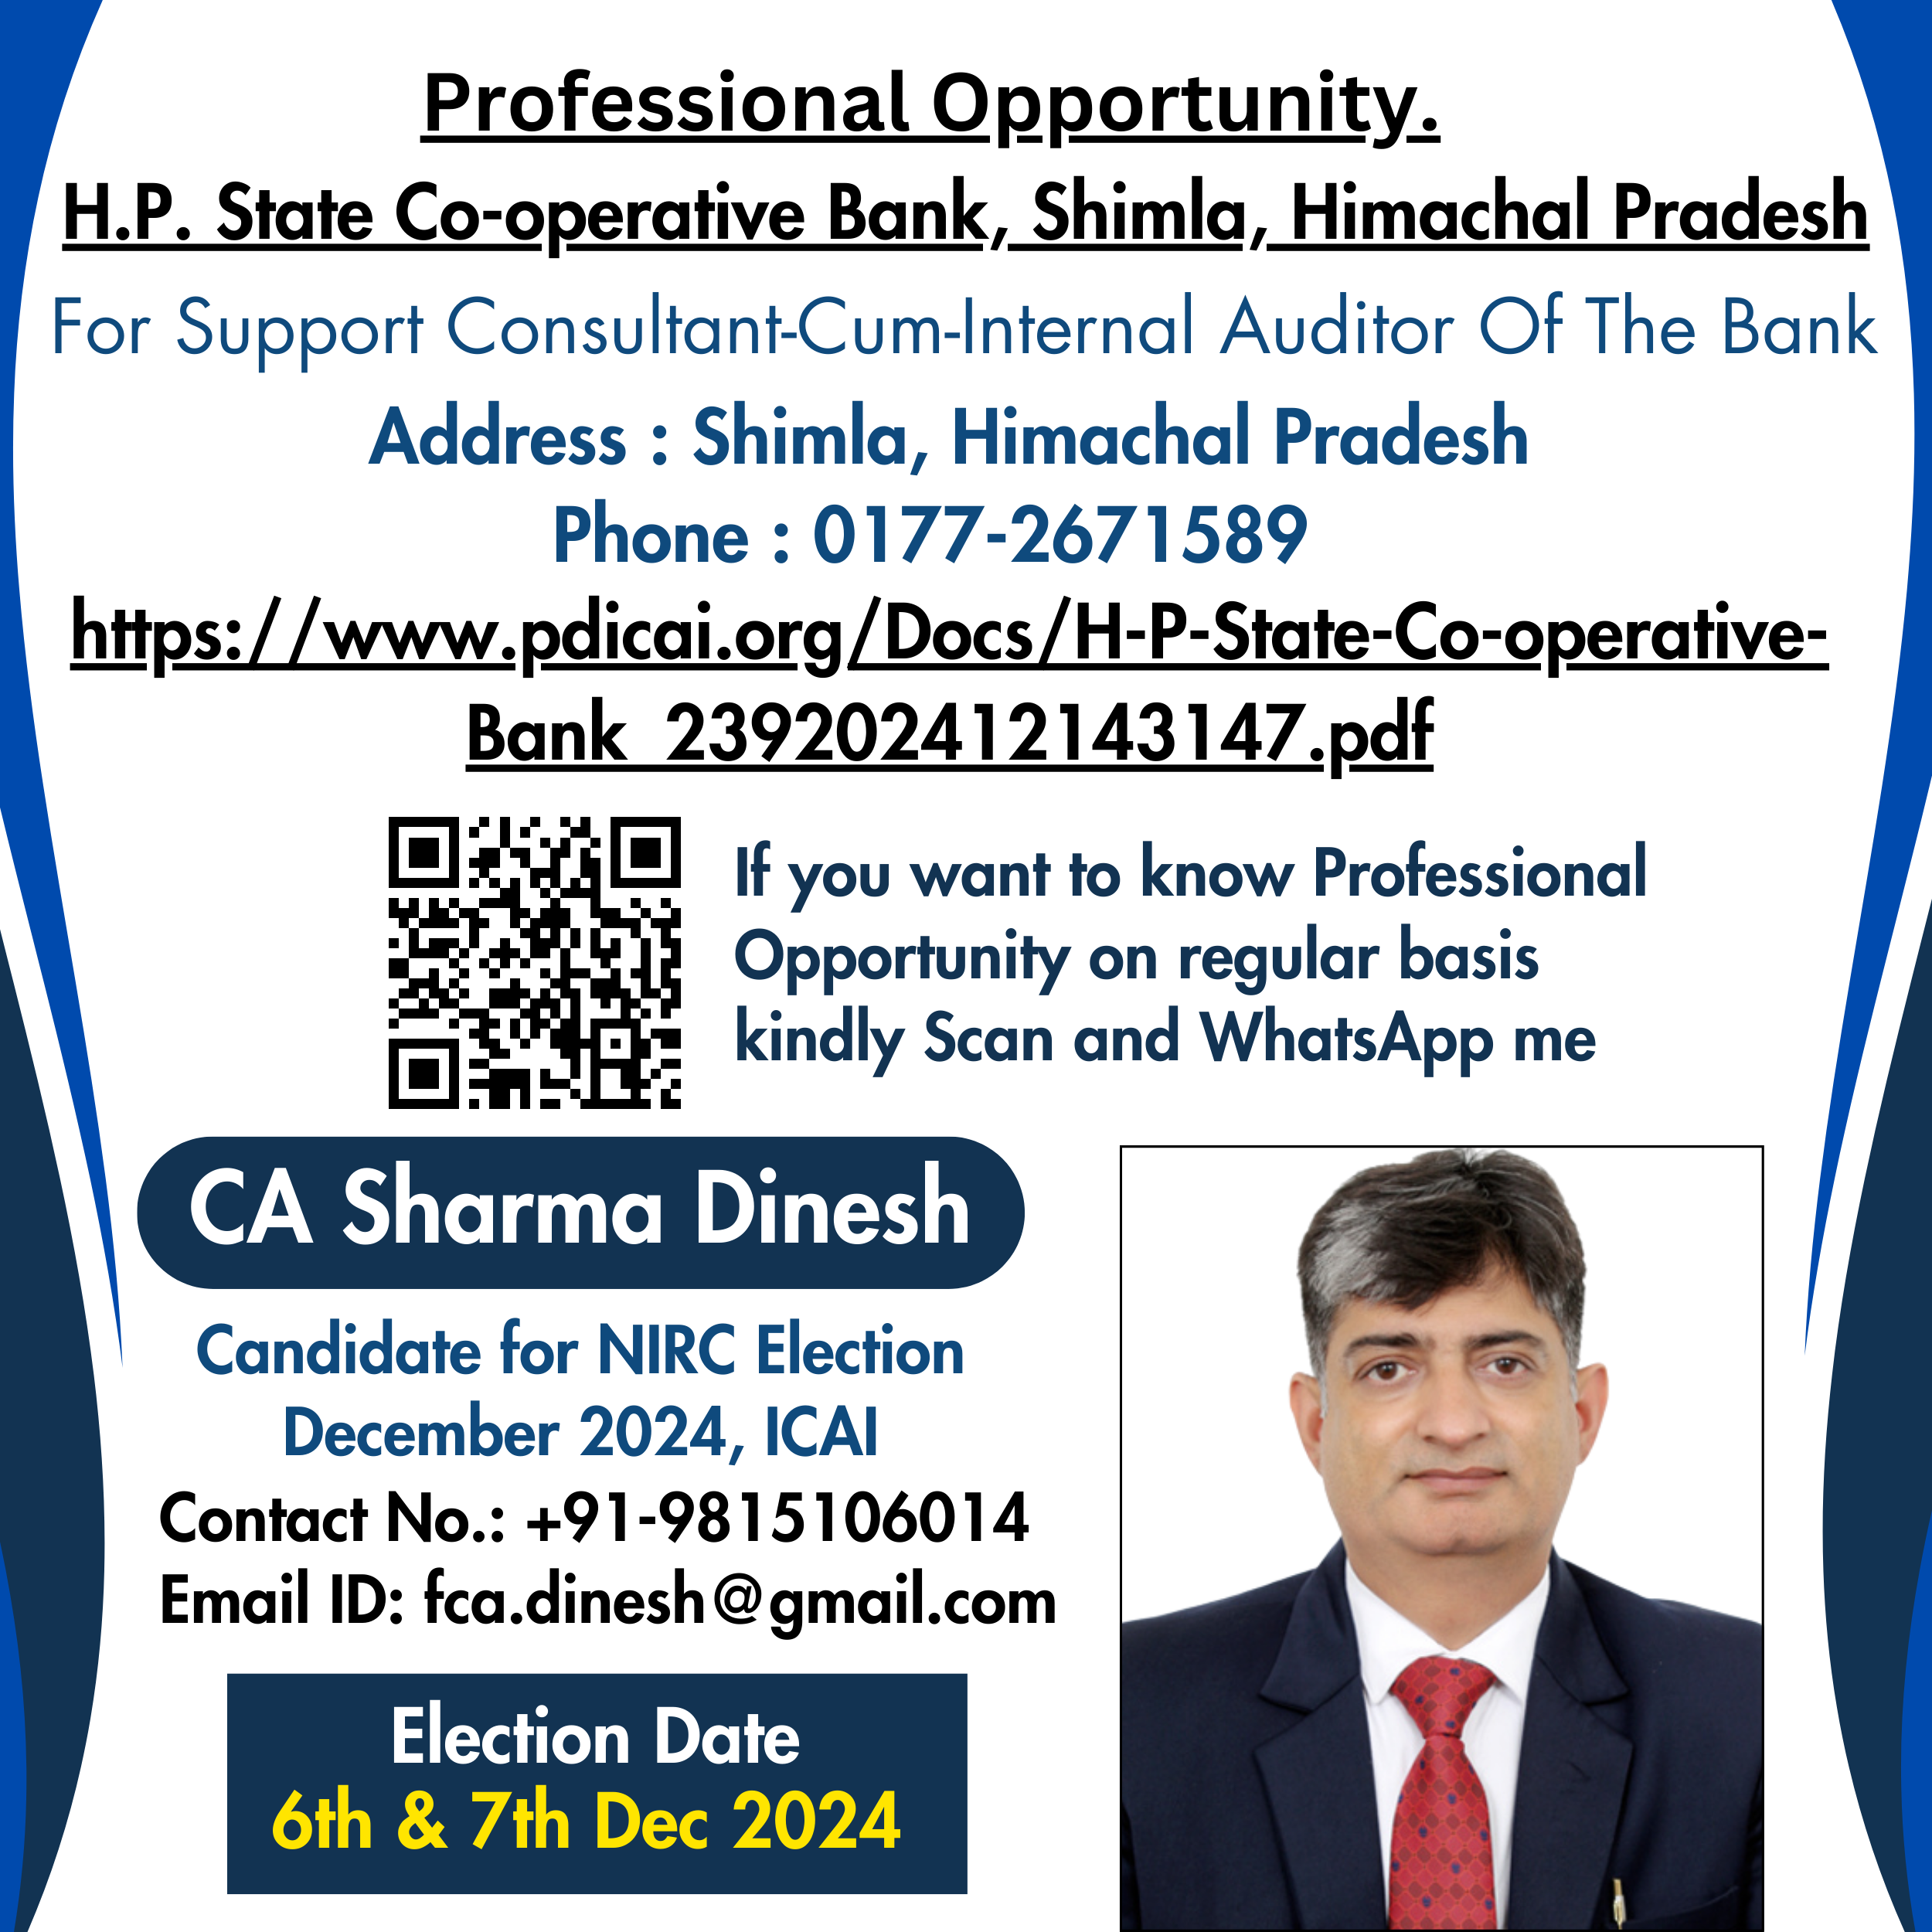 Professional Opportunity.
H.P. State Co-operative Bank, Shimla, Himachal Pradesh
For Support Consultant-Cum-Internal Auditor Of The Bank
Address : Shimla, Himachal Pradesh
Phone : 0177-2671589
https://www.pdicai.org/Docs/H-P-State-Co-operative-
Bank_239202412143147.pdf
If you want to know Professional
Opportunity on regular basis
kindly Scan and WhatsApp me
CA Sharma Dinesh
Candidate for NIRC Election
December 2024, ICAI
Contact No.: +91-9815106014
Email ID: fca.dinesh@gmail.com
Election Date
6th & 7th Dec 2024